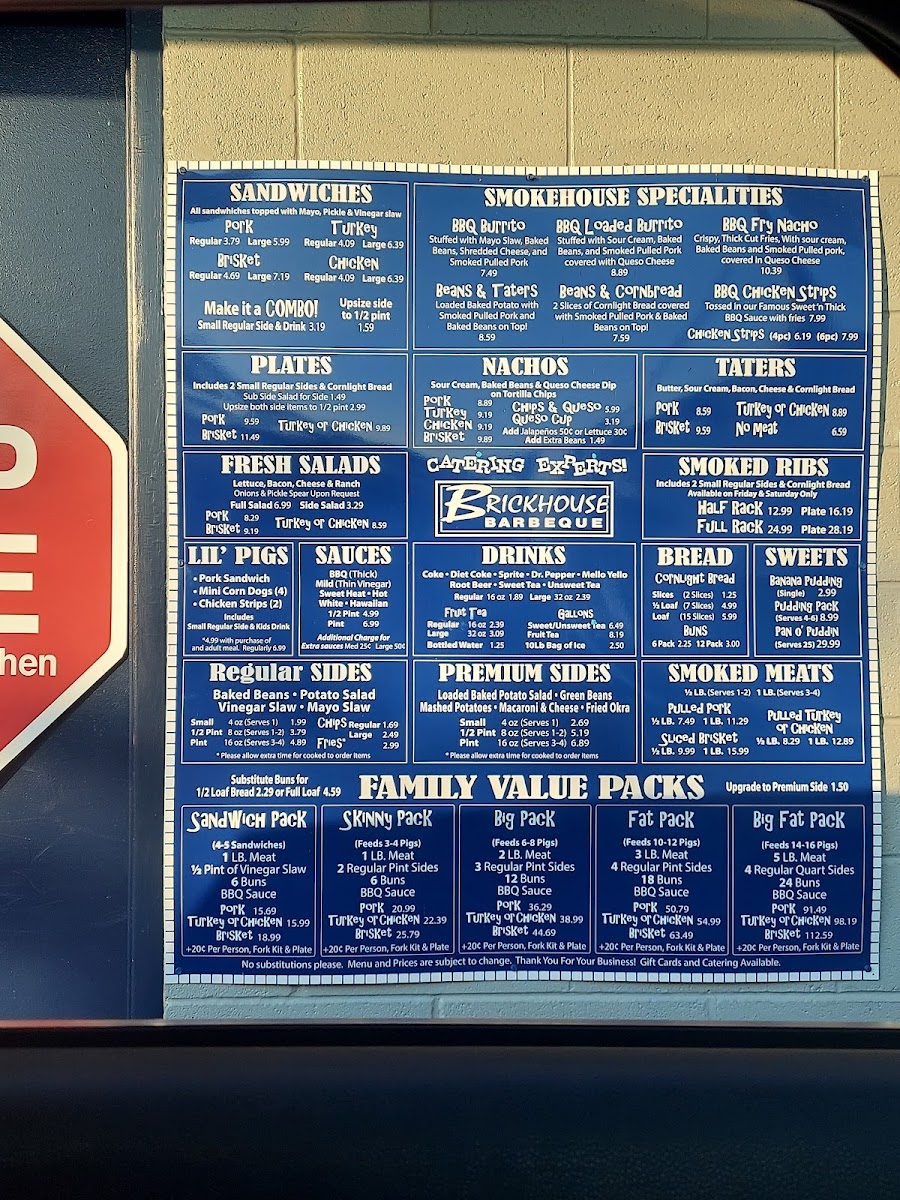 P
E
hen
SANDWICHES
All sandwhiches topped with Mayo, Pickle & Vinegar slaw
Pork
Regular 3.79 Large 5.99
Turkey
Regular 4.09 Large 6.39
Brisket
Regular 4.69 Large 7.19
Chicken
Regular 4.09 Large 6.39
Make it a COMBO!
Small Regular Side & Drink 3.19
Upsize side
to 1/2 pint
1.59
SMOKEHOUSE SPECIALITIES
BBQ Burrito
Stuffed with Mayo Slaw, Baked
Beans, Shredded Cheese, and
Smoked Pulled Pork
7.49
BBQ Loaded Burrito
Stuffed with Sour Cream, Baked
Beans, and Smoked Pulled Pork
covered with Queso Cheese
8.89
BBQ Fry Nacho
Crispy, Thick Cut Fries, With sour cream,
Baked Beans and Smoked Pulled pork,
covered in Queso Cheese
10.39
Beans & Taters
Loaded Baked Potato with
Smoked Pulled Pork and
Baked Beans on Top!
8.59
Beans & Cornbread
2 Slices of Cornlight Bread covered
with Smoked Pulled Pork & Baked
Beans on Top!
7.59
BBQ Chicken Strips
Tossed in our Famous Sweet 'n Thick
BBQ Sauce with fries 7.99
Chicken Strips (4pc) 6.19 (6pc) 7.99
PLATES
Includes 2 Small Regular Sides & Cornlight Bread
Sub Side Salad for Side 1.49
Upsize both side items to 1/2 pint 2.99
Pork 9.59
Brisket 11.49
Turkey or Chicken 9.89
NACHOS
Sour Cream, Baked Beans & Queso Cheese Dip
on Tortilla Chips
Pork 8.89
Turkey 9.19
Chicken 9.19
Brisket 9.89
Chips & Queso 5.99
Queso Cup 3.19
Add Jalapeños 50¢ or Lettuce 30¢
Add Extra Beans 1.49
TATERS
Butter, Sour Cream, Bacon, Cheese & Cornlight Bread
Pork 8.59 Turkey or Chicken 8.89
Brisket 9.59 No Meat 6.59
FRESH SALADS
Lettuce, Bacon, Cheese & Ranch
Onions & Pickle Spear Upon Request
Full Salad 6.99 Side Salad 3.29
Pork 8.29
Brisket 9.19
Turkey or Chicken 8.59
CATERING EXPERTS!
BRICKHOUSE
BARBEQUE
SMOKED RIBS
Includes 2 Small Regular Sides & Cornlight Bread
Available on Friday & Saturday Only
Half Rack 12.99 Plate 16.19
Full Rack 24.99 Plate 28.19
LIL' PIGS
• Pork Sandwich
• Mini Corn Dogs (4)
• Chicken Strips (2)
Includes
Small Regular Side & Kids Drink
*4.99 with purchase of
and adult meal. Regularly 6.99
SAUCES
BBQ (Thick)
Mild (Thin Vinegar)
Sweet Heat • Hot
White • Hawaiian
1/2 Pint 4.99
Pint 6.99
Additional Charge for
Extra sauces Med 25¢ Large 50¢
DRINKS
Coke • Diet Coke • Sprite • Dr. Pepper • Mello Yello
Root Beer • Sweet Tea • Unsweet Tea
Regular 16 oz 1.89 Large 32 oz 2.39
Fruit Tea
Regular 16 oz 2.39
Large 32 oz 3.09
Bottled Water 1.25
Gallons
Sweet/Unsweet Tea 6.49
Fruit Tea 8.19
10Lb Bag of Ice 2.50
BREAD
Cornlight Bread
Slices (2 Slices) 1.25
½ Loaf (7 Slices) 4.99
Loaf (15 Slices) 5.99
Buns
6 Pack 2.25 12 Pack 3.00
SWEETS
Banana Pudding
(Single) 2.99
Pudding Pack
(Serves 4-6) 8.99
Pan o' Puddin
(Serves 25) 29.99
Regular SIDES
Baked Beans • Potato Salad
Vinegar Slaw • Mayo Slaw
Small 4 oz (Serves 1) 1.99
1/2 Pint 8 oz (Serves 1-2) 3.79
Pint 16 oz (Serves 3-4) 4.89
Chips Regular 1.69
Large 2.49
Fries* 2.99
* Please allow extra time for cooked to order items
PREMIUM SIDES
Loaded Baked Potato Salad • Green Beans
Mashed Potatoes • Macaroni & Cheese • Fried Okra
Small 4 oz (Serves 1) 2.69
1/2 Pint 8 oz (Serves 1-2) 5.19
Pint 16 oz (Serves 3-4) 6.89
* Please allow extra time for cooked to order items
SMOKED MEATS
½ LB. (Serves 1-2) 1 LB. (Serves 3-4)
Pulled Pork
½ LB. 7.49 1 LB. 11.29
Sliced Brisket
½ LB. 9.99 1 LB. 15.99
Pulled Turkey
or Chicken
½ LB. 8.29 1 LB. 12.89
Substitute Buns for
1/2 Loaf Bread 2.29 or Full Loaf 4.59
FAMILY VALUE PACKS
Upgrade to Premium Side 1.50
Sandwich Pack
(4-5 Sandwiches)
1 LB. Meat
½ Pint of Vinegar Slaw
6 Buns
BBQ Sauce
Pork 15.69
Turkey or Chicken 15.99
Brisket 18.99
+20¢ Per Person, Fork Kit & Plate
Skinny Pack
(Feeds 3-4 Pigs)
1 LB. Meat
2 Regular Pint Sides
6 Buns
BBQ Sauce
Pork 20.99
Turkey or Chicken 22.39
Brisket 25.79
+20¢ Per Person, Fork Kit & Plate
Big Pack
(Feeds 6-8 Pigs)
2 LB. Meat
3 Regular Pint Sides
12 Buns
BBQ Sauce
Pork 36.29
Turkey or Chicken 38.99
Brisket 44.69
+20¢ Per Person, Fork Kit & Plate
Fat Pack
(Feeds 10-12 Pigs)
3 LB. Meat
4 Regular Pint Sides
18 Buns
BBQ Sauce
Pork 50.79
Turkey or Chicken 54.99
Brisket 63.49
+20¢ Per Person, Fork Kit & Plate
Big Fat Pack
(Feeds 14-16 Pigs)
5 LB. Meat
4 Regular Quart Sides
24 Buns
BBQ Sauce
Pork 91.49
Turkey or Chicken 98.19
Brisket 112.59
+20¢ Per Person, Fork Kit & Plate
No substitutions please. Menu and Prices are subject to change. Thank You For Your Business! Gift Cards and Catering Available.